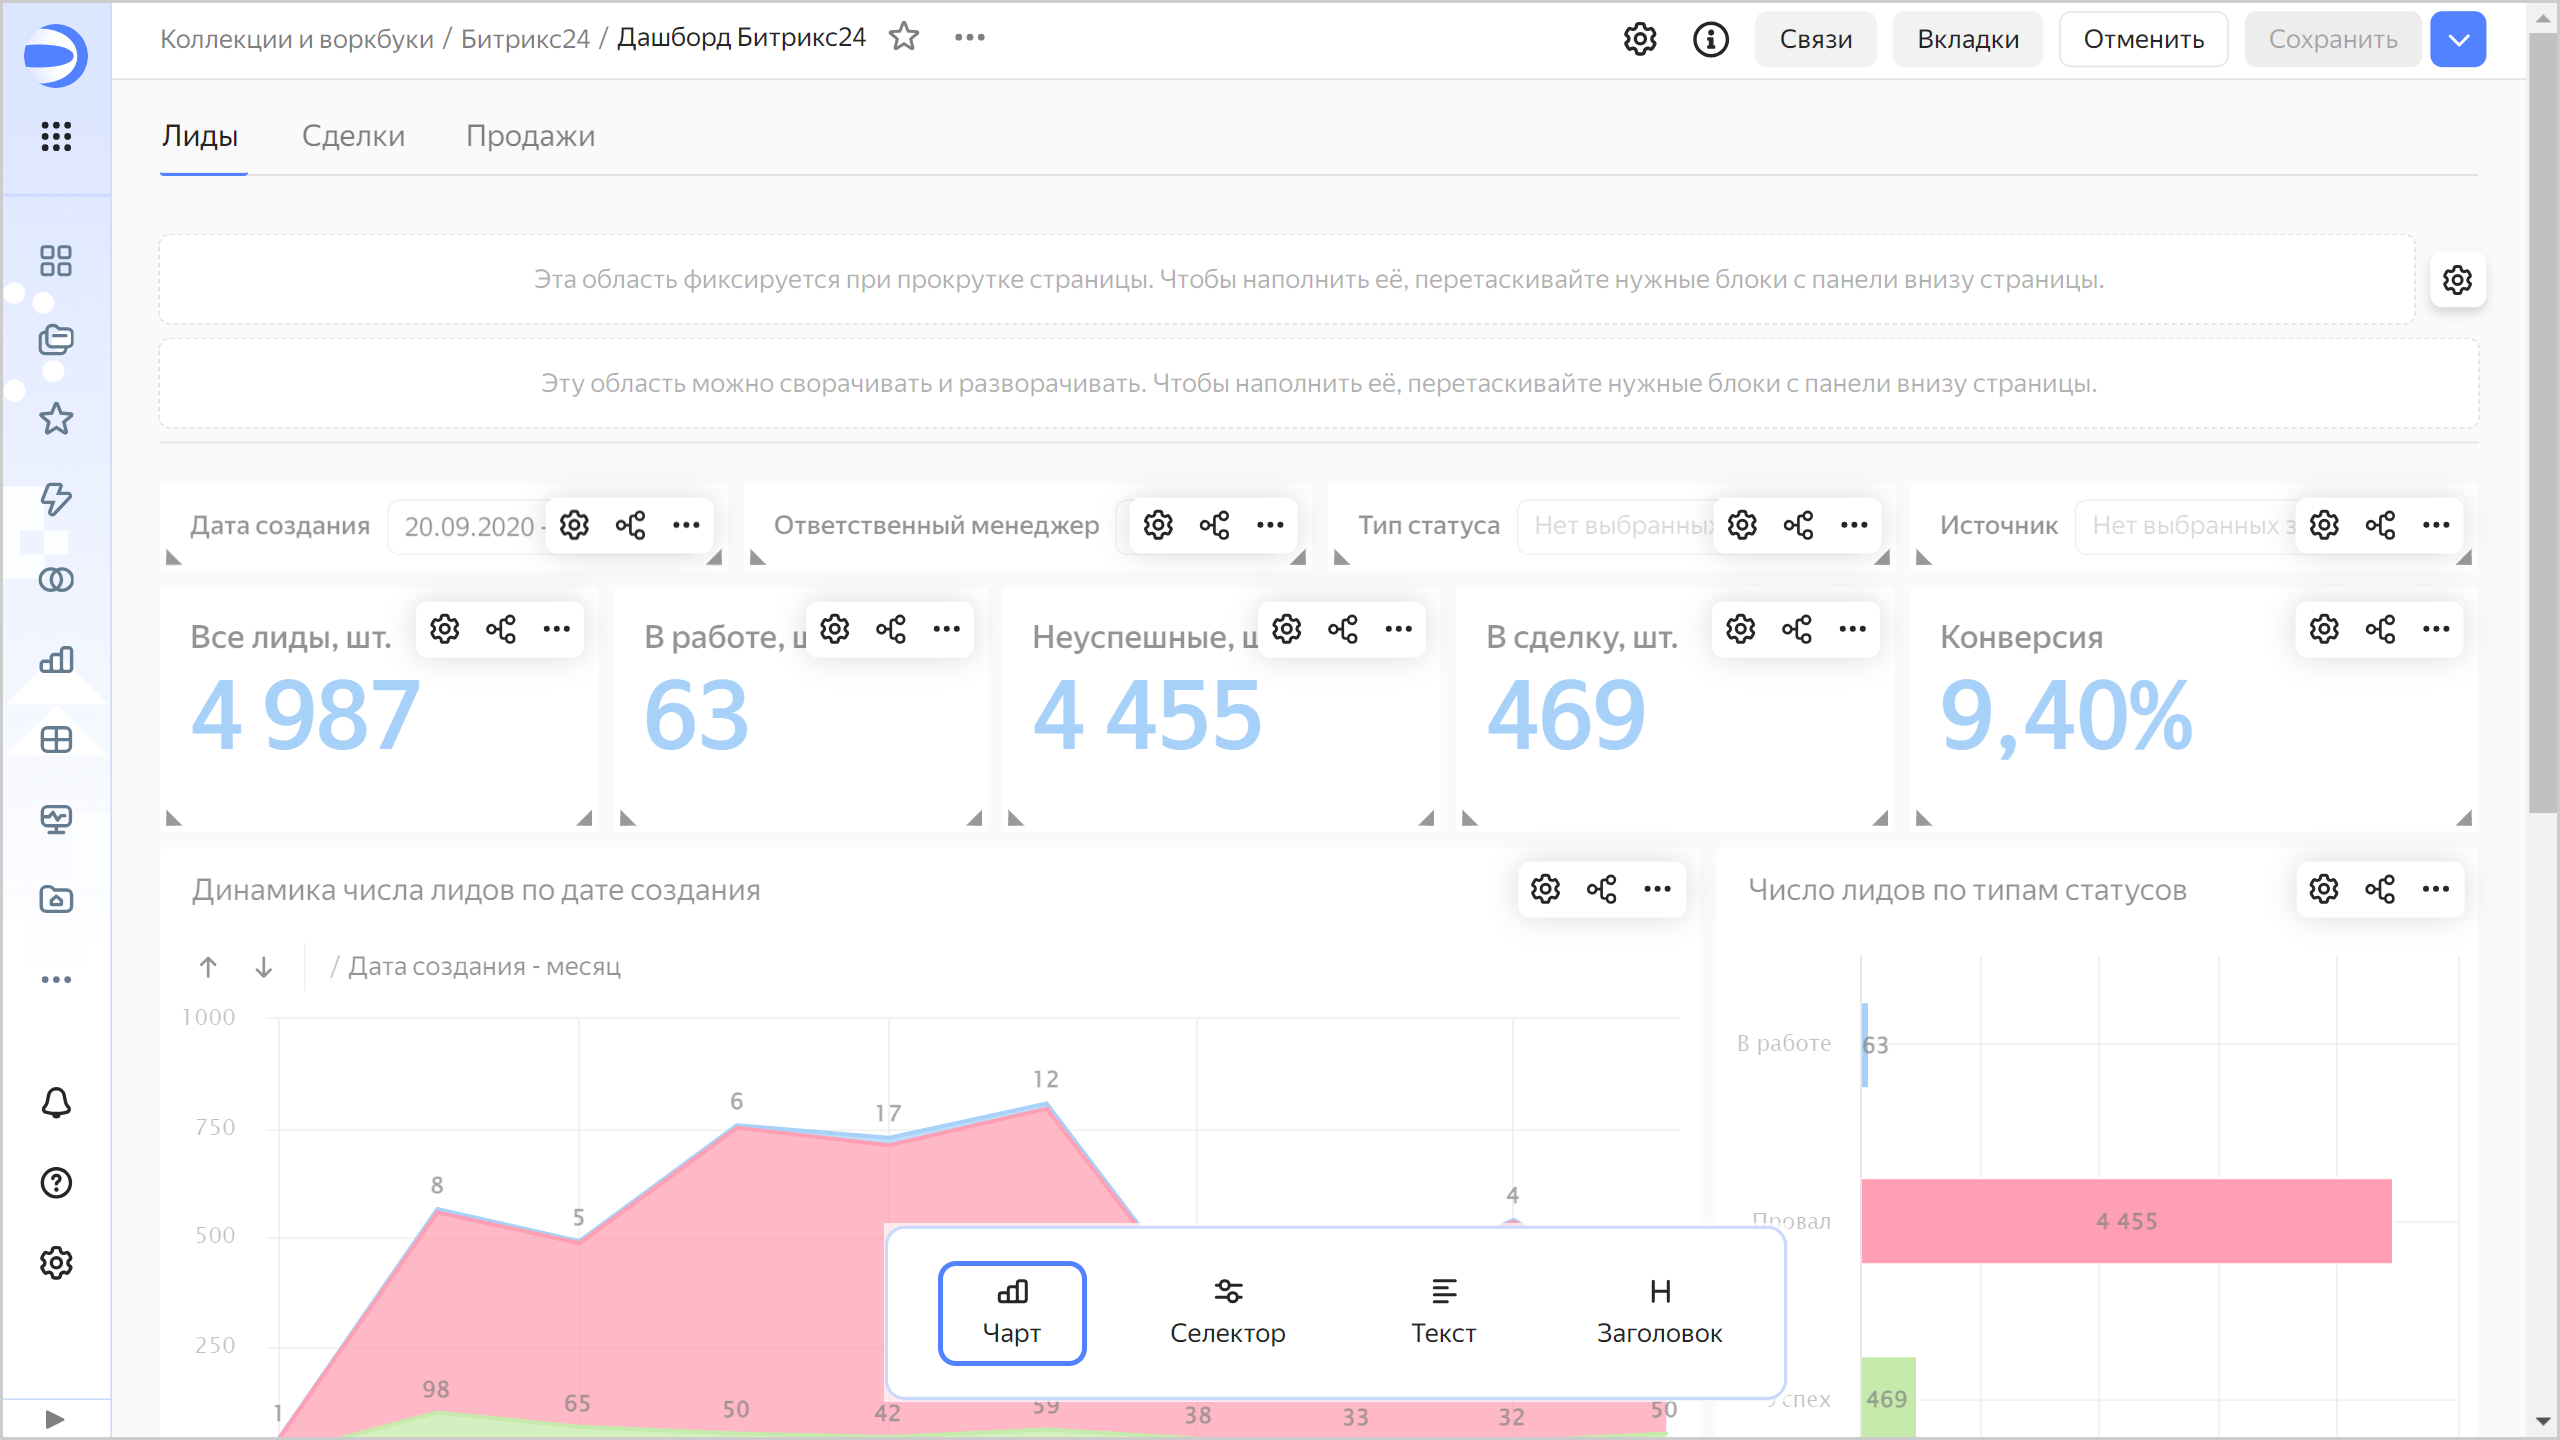 Коллекции и воркбуки / Битрикс24 / Дашборд Битрикс24
Связи
Вкладки
Отменить
Сохранить
Лиды
Сделки
Продажи
Эта область фиксируется при прокрутке страницы. Чтобы наполнить её, перетаскивайте нужные блоки с панели внизу страницы.
Эту область можно сворачивать и разворачивать. Чтобы наполнить её, перетаскивайте нужные блоки с панели внизу страницы.
Дата создания
20.09.2020 -
Ответственный менеджер
Тип статуса
Нет выбранных
Источник
Нет выбранных з
Все лиды, шт.
4 987
В работе,
63
Неуспешные,
4 455
В сделку, шт.
469
Конверсия
9,40%
Динамика числа лидов по дате создания
/ Дата создания - месяц
1000
750
500
250
1
8
5
6
17
12
4
98
65
50
42
59
38
33
32
50
Число лидов по типам статусов
В работе
63
Провал
4 455
469
Чарт
Селектор
Текст
H
Заголовок